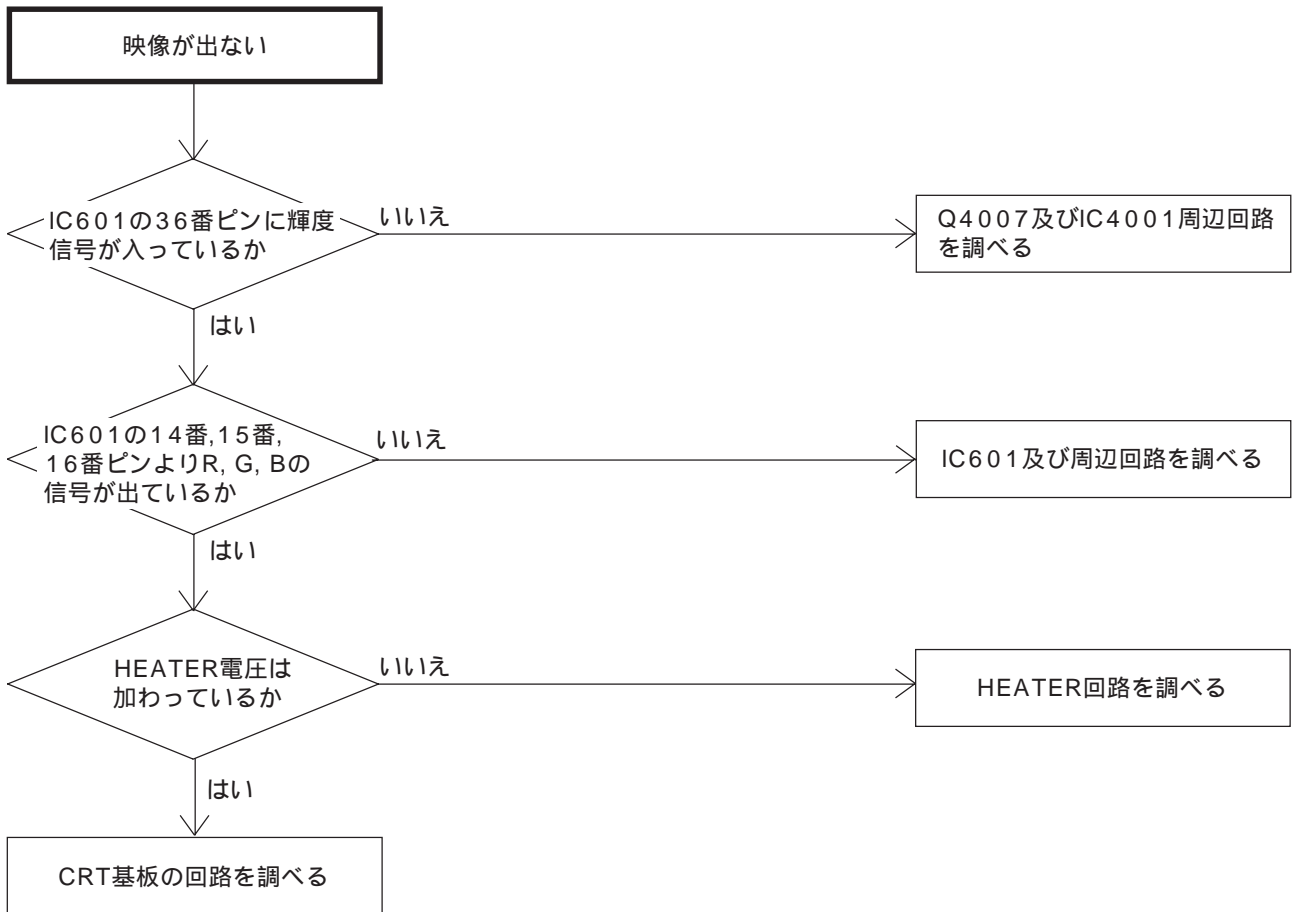 映像が出ない
IC601の36番ピンに輝度
信号が入っているか
いいえ
Q4007及びIC4001周辺回路
を調べる
はい
IC601の14番,15番,
16番ピンよりR, G, Bの
信号が出ているか
いいえ
IC601及び周辺回路を調べる
はい
HEATER電圧は
加わっているか
いいえ
HEATER回路を調べる
はい
CRT基板の回路を調べる